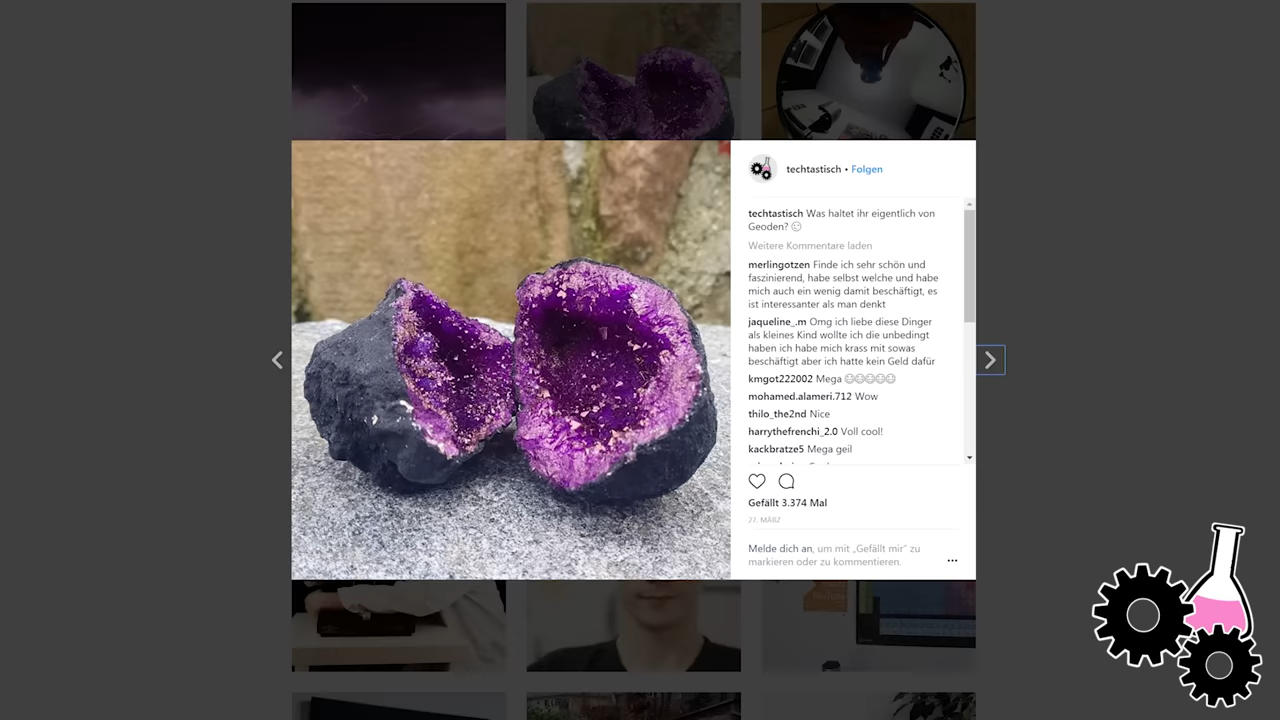 techtastisch • Folgen
techtastisch Was haltet ihr eigentlich von
Geoden?
Weitere Kommentare laden
merlingotzen Finde ich sehr schön und
faszinierend, habe selbst welche und habe
mich auch ein wenig damit beschäftigt, es
ist interessanter als man denkt
jaqueline_.m Omg ich liebe diese Dinger
als kleines Kind wollte ich die unbedingt
haben ich habe mich krass mit sowas
beschäftigt aber ich hatte kein Geld dafür
kmgot222002 Mega
mohamed.alameri.712 Wow
thilo_the2nd Nice
harrythefrenchi_2.0 Voll cool!
kackbratze5 Mega geil
Gefällt 3.374 Mal
27. MÄRZ
Melde dich an, um mit „Gefällt mir“ zu
markieren oder zu kommentieren.